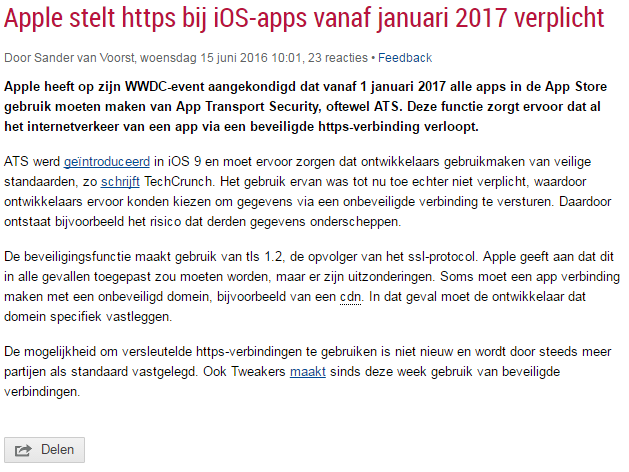 Apple stelt https bij iOS-apps vanaf januari 2017 verplicht
Door Sander van Voorst, woensdag 15 juni 2016 10:01, 23 reacties • Feedback
Apple heeft op zijn WWDC-event aangekondigd dat vanaf 1 januari 2017 alle apps in de App Store
gebruik moeten maken van App Transport Security, oftewel ATS. Deze functie zorgt ervoor dat al
het internetverkeer van een app via een beveiligde https-verbinding verloopt.
ATS werd geïntroduceerd in iOS 9 en moet ervoor zorgen dat ontwikkelaars gebruikmaken van veilige
standaarden, zo schrijft TechCrunch. Het gebruik ervan was tot nu toe echter niet verplicht, waardoor
ontwikkelaars ervoor konden kiezen om gegevens via een onbeveiligde verbinding te versturen. Daardoor
ontstaat bijvoorbeeld het risico dat derden gegevens onderscheppen.
De beveiligingsfunctie maakt gebruik van tls 1.2, de opvolger van het ssl-protocol. Apple geeft aan dat dit
in alle gevallen toegepast zou moeten worden, maar er zijn uitzonderingen. Soms moet een app verbinding
maken met een onbeveiligd domein, bijvoorbeeld van een cdn. In dat geval moet de ontwikkelaar dat
domein specifiek vastleggen.
De mogelijkheid om versleutelde https-verbindingen te gebruiken is niet nieuw en wordt door steeds meer
partijen als standaard vastgelegd. Ook Tweakers maakt sinds deze week gebruik van beveiligde
verbindingen.
Delen